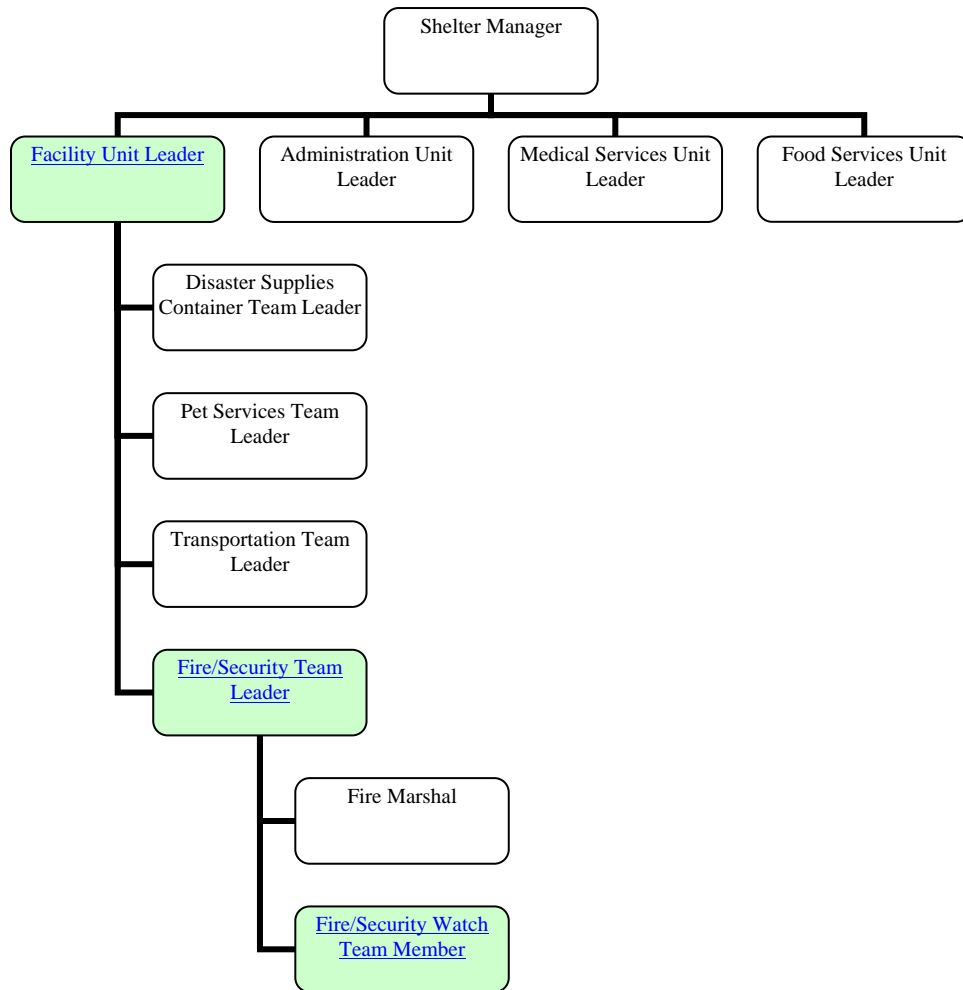 Shelter Manager
Facility Unit Leader
Administration Unit
Leader
Medical Services Unit
Leader
Food Services Unit
Leader
Disaster Supplies
Container Team Leader
Pet Services Team
Leader
Transportation Team
Leader
Fire/Security Team
Leader
Fire Marshal
Fire/Security Watch
Team Member